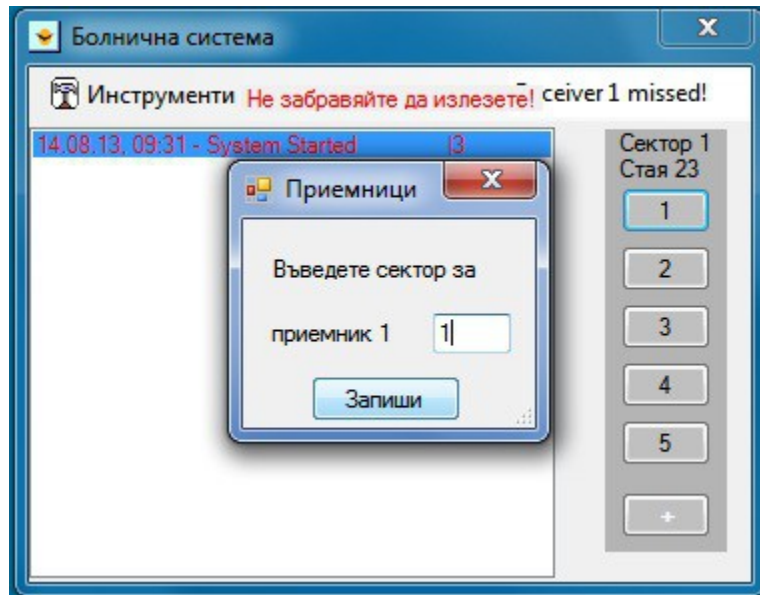 Болнична система
Инструменти Не забравяйте да излезете! ceiver 1 missed!
14.08.13, 09:31 - System Started |3
Сектор 1
Стая 23
Приемници
Въведете сектор за
приемник 1 1
Запиши
1
2
3
4
5
+